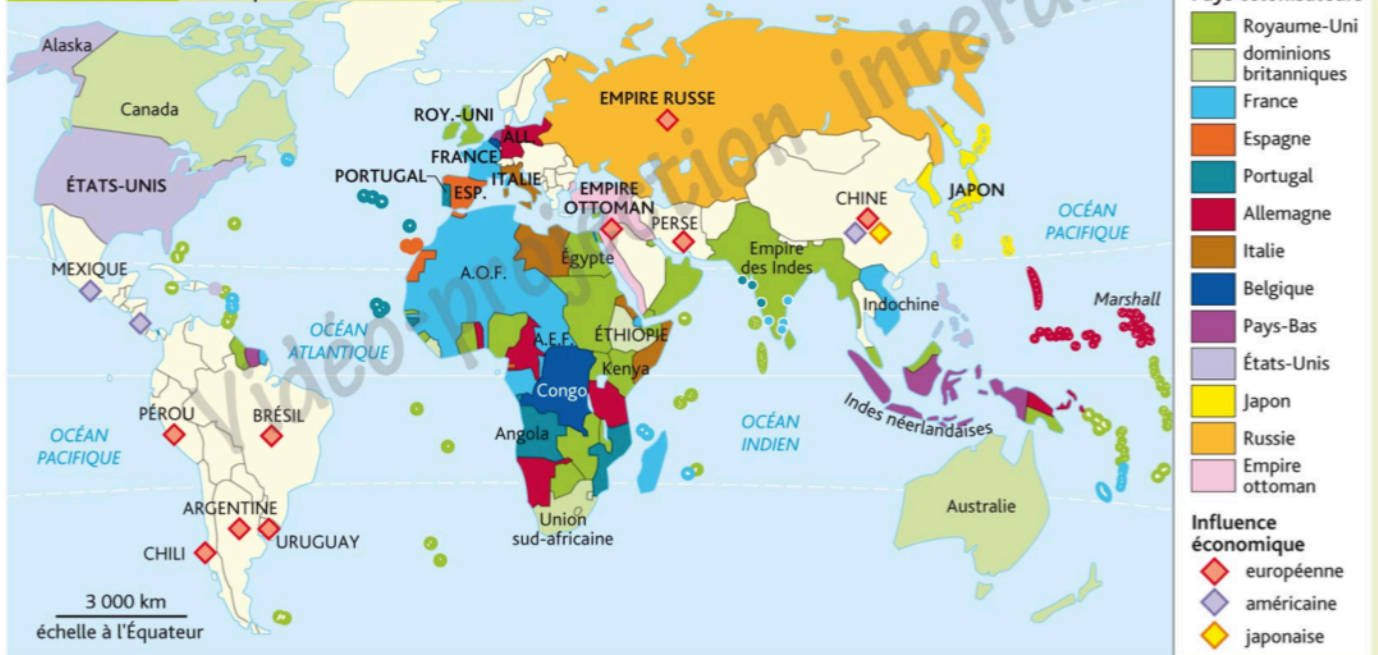 Alaska
Canada
ÉTATS-UNIS
MEXIQUE
OCÉAN
ATLANTIQUE
PÉROU
BRÉSIL
OCÉAN
PACIFIQUE
ARGENTINE
CHILI
URUGUAY
3 000 km
échelle à l'Équateur
ROY.-UNI
ALL.
FRANCE
PORTUGAL
ESP.
ITALIE
EMPIRE RUSSE
EMPIRE
OTTOMAN
PERSE
CHINE
JAPON
OCÉAN
PACIFIQUE
A.O.F.
Égypte
Empire
des Indes
Indochine
Marshall
A.E.F.
ÉTHIOPIE
Kenya
Congo
Angola
Union
sud-africaine
OCÉAN
INDIEN
Indes néerlandaises
Australie
Vidéo-projection
Royaume-Uni
dominions
britanniques
France
Espagne
Portugal
Allemagne
Italie
Belgique
Pays-Bas
États-Unis
Japon
Russie
Empire
ottoman
Influence
économique
européenne
américaine
japonaise